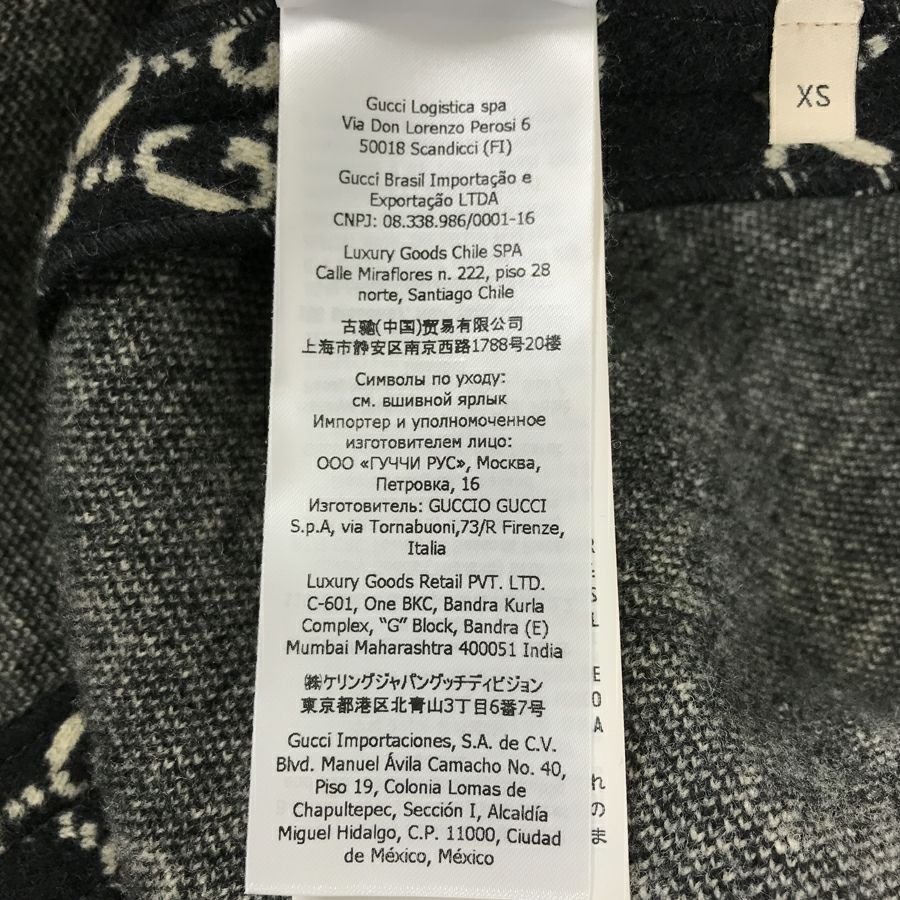 XS
Gucci Logistica spa
Via Don Lorenzo Perosi 6
50018 Scandicci (FI)
Gucci Brasil Importação e
Exportação LTDA
CNPJ: 08.338.986/0001-16
Luxury Goods Chile SPA
Calle Miraflores n. 222, piso 28
norte, Santiago Chile
古驰(中国)贸易有限公司
上海市静安区南京西路1788号20楼
Символы по уходу:
см. вшивной ярлык
Импортер и уполномоченное
изготовителем лицо:
ООО «ГУЧЧИ РУС», Москва,
Петровка, 16
Изготовитель: GUCCIO GUCCI
S.p.A, via Tornabuoni,73/R Firenze,
Italia
Luxury Goods Retail PVT. LTD.
C-601, One BKC, Bandra Kurla
Complex, “G” Block, Bandra (E)
Mumbai Maharashtra 400051 India
㈱ケリングジャパングッチディビジョン
東京都港区北青山3丁目6番7号
Gucci Importaciones, S.A. de C.V.
Blvd. Manuel Ávila Camacho No. 40,
Piso 19, Colonia Lomas de
Chapultepec, Sección I, Alcaldía
Miguel Hidalgo, C.P. 11000, Ciudad
de México, México